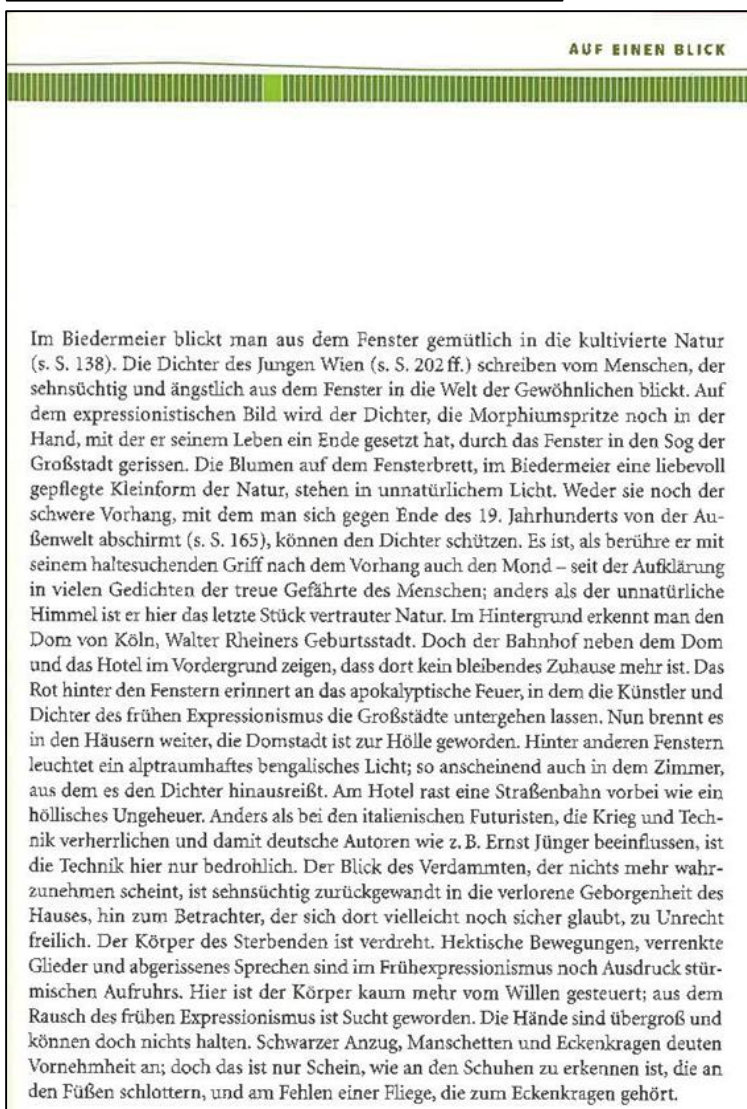 AUF EINEN BLICK
Im Biedermeier blickt man aus dem Fenster gemütlich in die kultivierte Natur
(s. S. 138). Die Dichter des Jungen Wien (s. S. 202 ff.) schreiben vom Menschen, der
sehnsüchtig und ängstlich aus dem Fenster in die Welt der Gewöhnlichen blickt. Auf
dem expressionistischen Bild wird der Dichter, die Morphiumspritze noch in der
Hand, mit der er seinem Leben ein Ende gesetzt hat, durch das Fenster in den Sog der
Großstadt gerissen. Die Blumen auf dem Fensterbrett, im Biedermeier eine liebevoll
gepflegte Kleinform der Natur, stehen in unnatürlichem Licht. Weder sie noch der
schwere Vorhang, mit dem man sich gegen Ende des 19. Jahrhunderts von der Au-
ßenwelt abschirmt (s. S. 165), können den Dichter schützen. Es ist, als berühre er mit
seinem haltesuchenden Griff nach dem Vorhang auch den Mond – seit der Aufklärung
in vielen Gedichten der treue Gefährte des Menschen; anders als der unnatürliche
Himmel ist er hier das letzte Stück vertrauter Natur. Im Hintergrund erkennt man den
Dom von Köln, Walter Rheiners Geburtsstadt. Doch der Bahnhof neben dem Dom
und das Hotel im Vordergrund zeigen, dass dort kein bleibendes Zuhause mehr ist. Das
Rot hinter den Fenstern erinnert an das apokalyptische Feuer, in dem die Künstler und
Dichter des frühen Expressionismus die Großstädte untergehen lassen. Nun brennt es
in den Häusern weiter, die Domstadt ist zur Hölle geworden. Hinter anderen Fenstern
leuchtet ein alptraumhaftes bengalisches Licht; so anscheinend auch in dem Zimmer,
aus dem es den Dichter hinausreißt. Am Hotel rast eine Straßenbahn vorbei wie ein
höllisches Ungeheuer. Anders als bei den italienischen Futuristen, die Krieg und Tech-
nik verherrlichen und damit deutsche Autoren wie z. B. Ernst Jünger beeinflussen, ist
die Technik hier nur bedrohlich. Der Blick des Verdammten, der nichts mehr wahr-
zunehmen scheint, ist sehnsüchtig zurückgewandt in die verlorene Geborgenheit des
Hauses, hin zum Betrachter, der sich dort vielleicht noch sicher glaubt, zu Unrecht
freilich. Der Körper des Sterbenden ist verdreht. Hektische Bewegungen, verrenkte
Glieder und abgerissenes Sprechen sind im Frühexpressionismus noch Ausdruck stür-
mischen Aufruhrs. Hier ist der Körper kaum mehr vom Willen gesteuert; aus dem
Rausch des frühen Expressionismus ist Sucht geworden. Die Hände sind übergroß und
können doch nichts halten. Schwarzer Anzug, Manschetten und Eckenkragen deuten
Vornehmheit an; doch das ist nur Schein, wie an den Schuhen zu erkennen ist, die an
den Füßen schlottern, und am Fehlen einer Fliege, die zum Eckenkragen gehört.